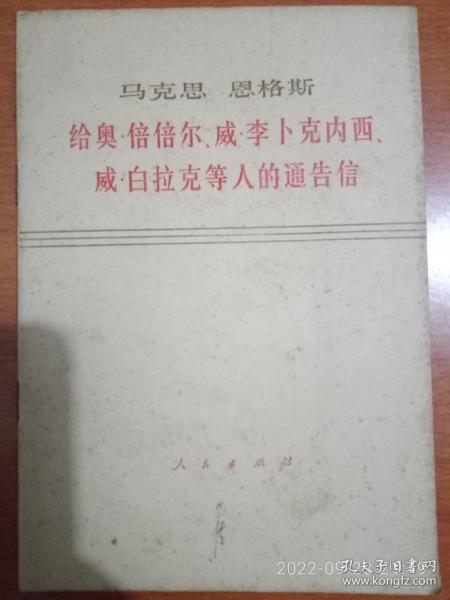 马克思 恩格斯
给奥·倍倍尔、威·李卜克内西、
威·白拉克等人的通告信
人民出版社
孔夫子旧书网
www.kongfz.com